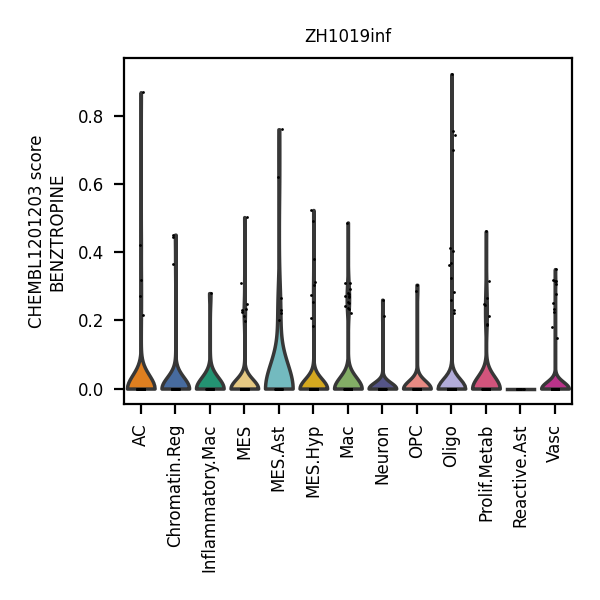 ZH1019inf
CHEMBL1201203 score
BENZTROPINE
0.8
0.6
0.4
0.2
0.0
AC
Chromatin.Reg
Inflammatory.Mac
MES
MES.Ast
MES.Hyp
Mac
Neuron
OPC
Oligo
Prolif.Metab
Reactive.Ast
Vasc